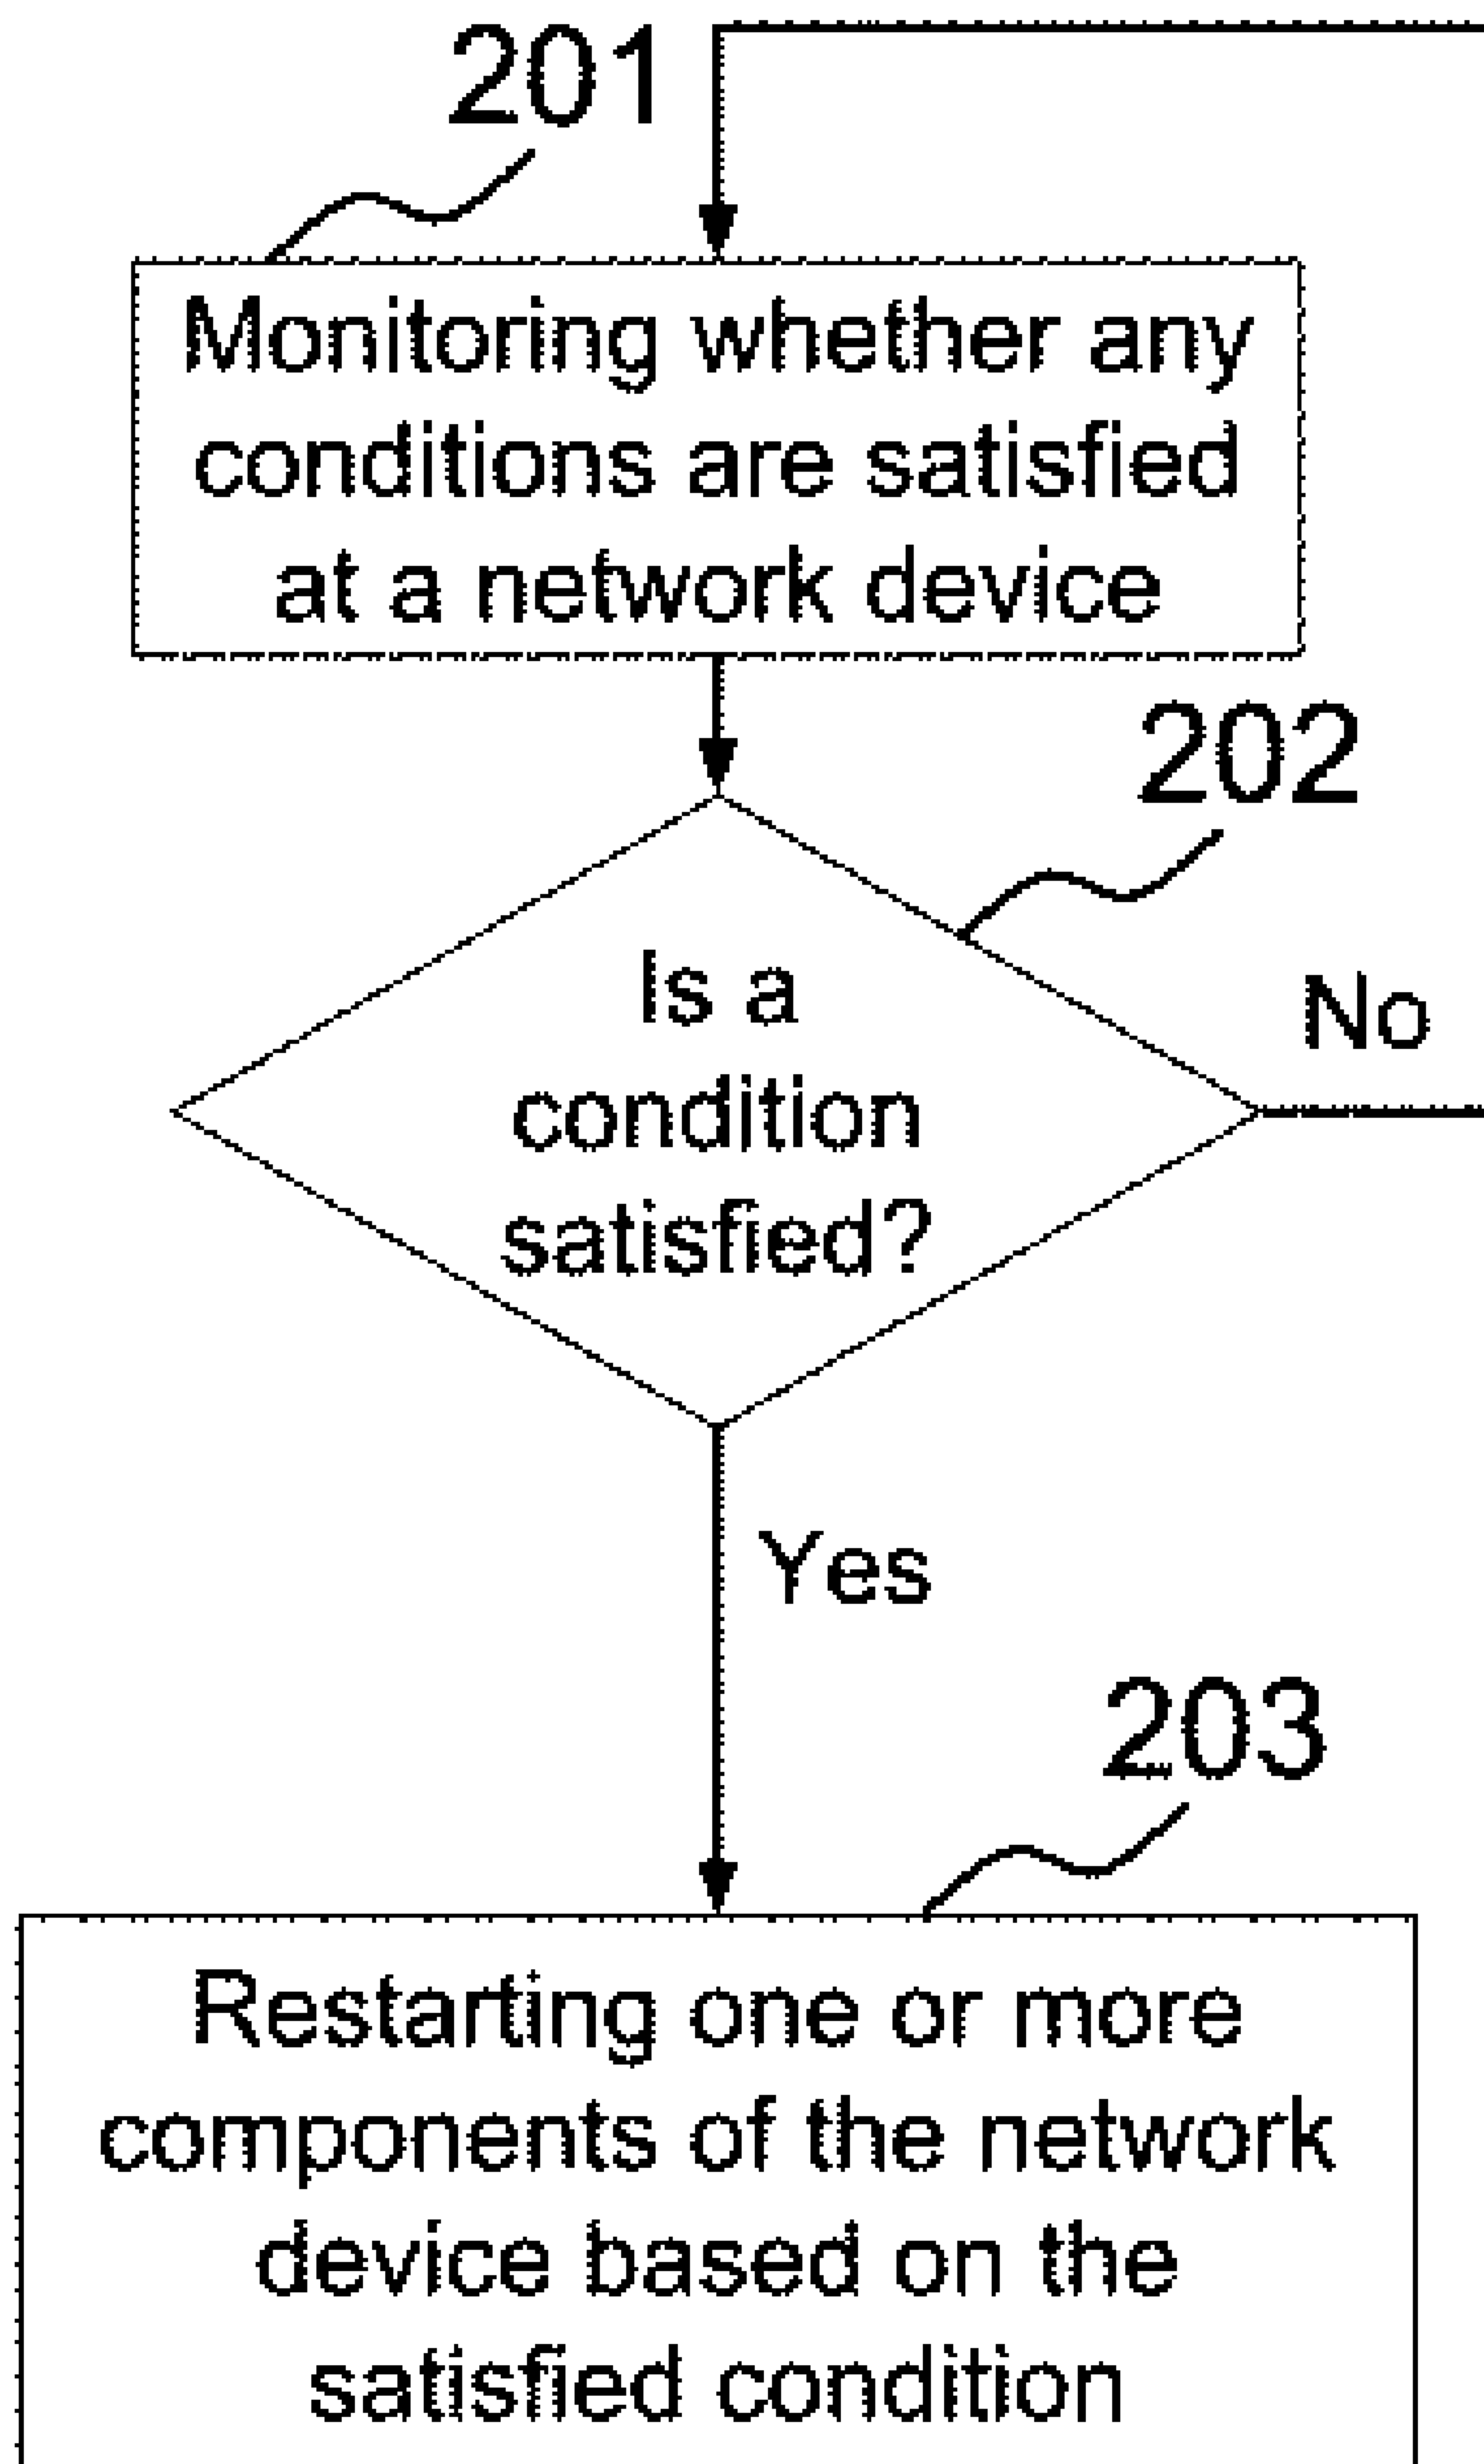 201
Monitoring whether any
conditions are satisfied
at a network device
202
Is a
condition
satisfied?
No
Yes
203
Restarting one or more
components of the network
device based on the
satisfied condition